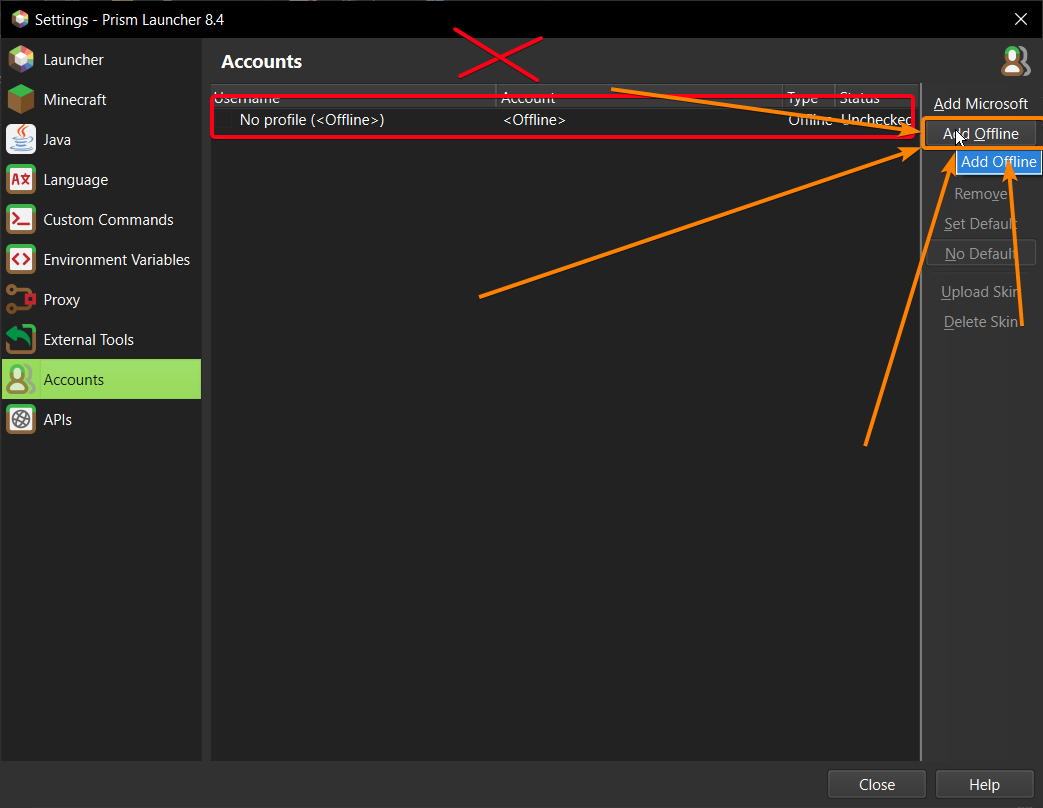 Settings - Prism Launcher 8.4
Launcher
Minecraft
Java
Language
Custom Commands
Environment Variables
Proxy
External Tools
Accounts
APIs
Accounts
Username Account Type Status
No profile (<Offline>) <Offline> Offline Unchecked
Add Microsoft
Add Offline
Add Offline
Remove
Set Default
No Default
Upload Skin
Delete Skin
Close Help